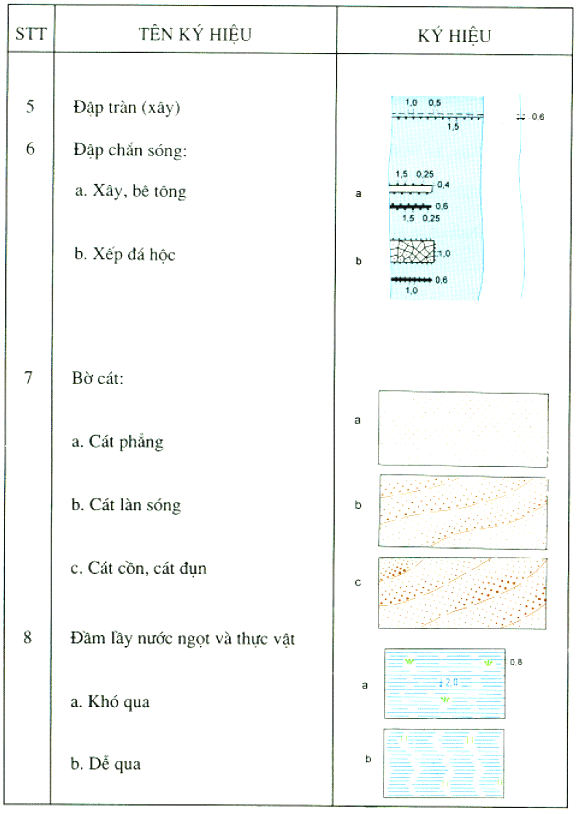 STT TÊN KÝ HIỆU KÝ HIỆU
5 Đập tràn (xây)
1,0 0,5
0.6
1,5
6 Đập chắn sóng:
a. Xây, bê tông
a
1,5 0,25
0,4
0,6
1,5 0,25
b. Xếp đá hộc
b
1,0
0,6
1,0
7 Bờ cát:
a. Cát phẳng
a
b. Cát làn sóng
b
c. Cát cồn, cát đụn
c
8 Đầm lầy nước ngọt và thực vật
0,8
a. Khó qua
a
2,0
b. Dễ qua
b